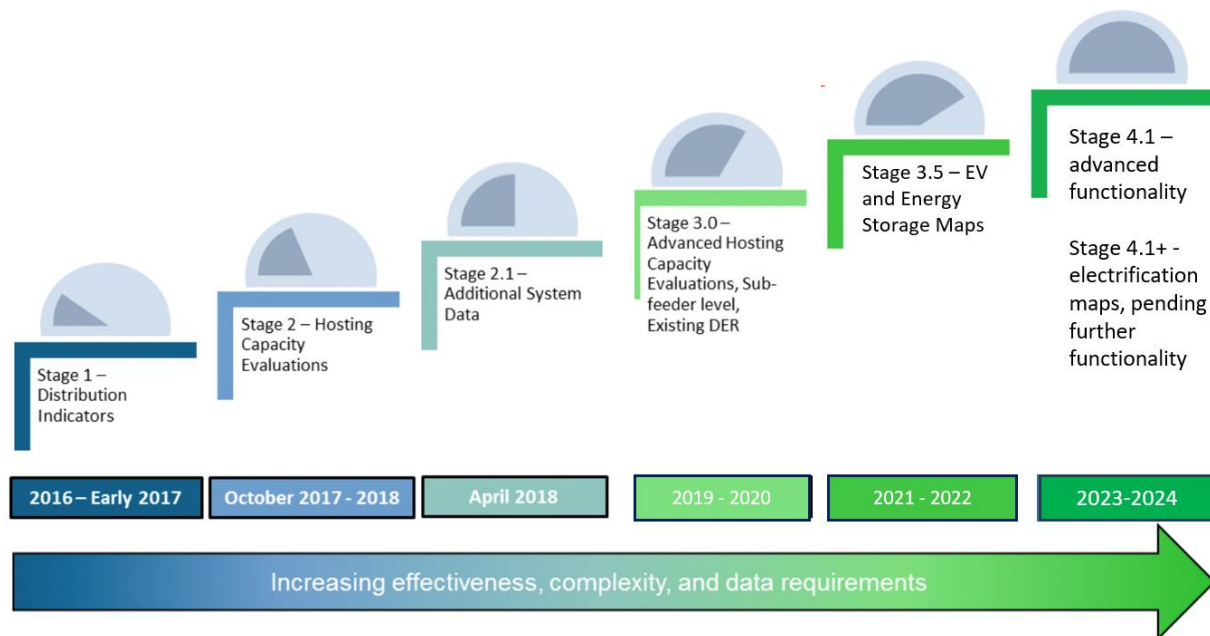 Stage 1 –
Distribution
Indicators
Stage 2 – Hosting
Capacity
Evaluations
Stage 2.1 –
Additional System
Data
Stage 3.0 –
Advanced Hosting
Capacity
Evaluations, Sub-
feeder level,
Existing DER
Stage 3.5 – EV
and Energy
Storage Maps
Stage 4.1 –
advanced
functionality
Stage 4.1+ -
electrification
maps, pending
further
functionality
2016 – Early 2017
October 2017 - 2018
April 2018
2019 - 2020
2021 - 2022
2023-2024
Increasing effectiveness, complexity, and data requirements